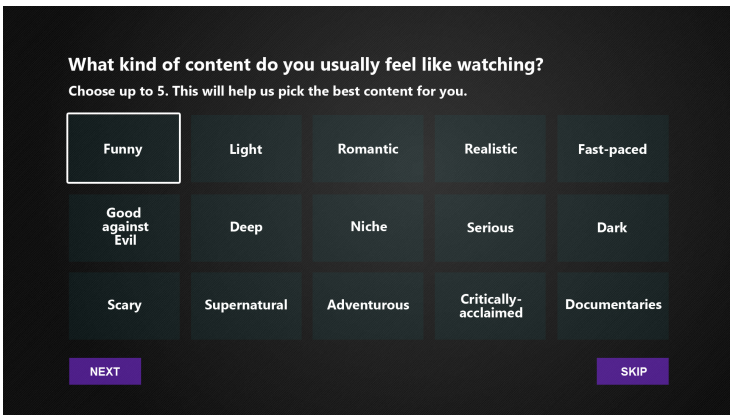 What kind of content do you usually feel like watching?
Choose up to 5. This will help us pick the best content for you.
Funny
Light
Romantic
Realistic
Fast-paced
Good
against
Evil
Deep
Niche
Serious
Dark
Scary
Supernatural
Adventurous
Critically-
acclaimed
Documentaries
NEXT
SKIP